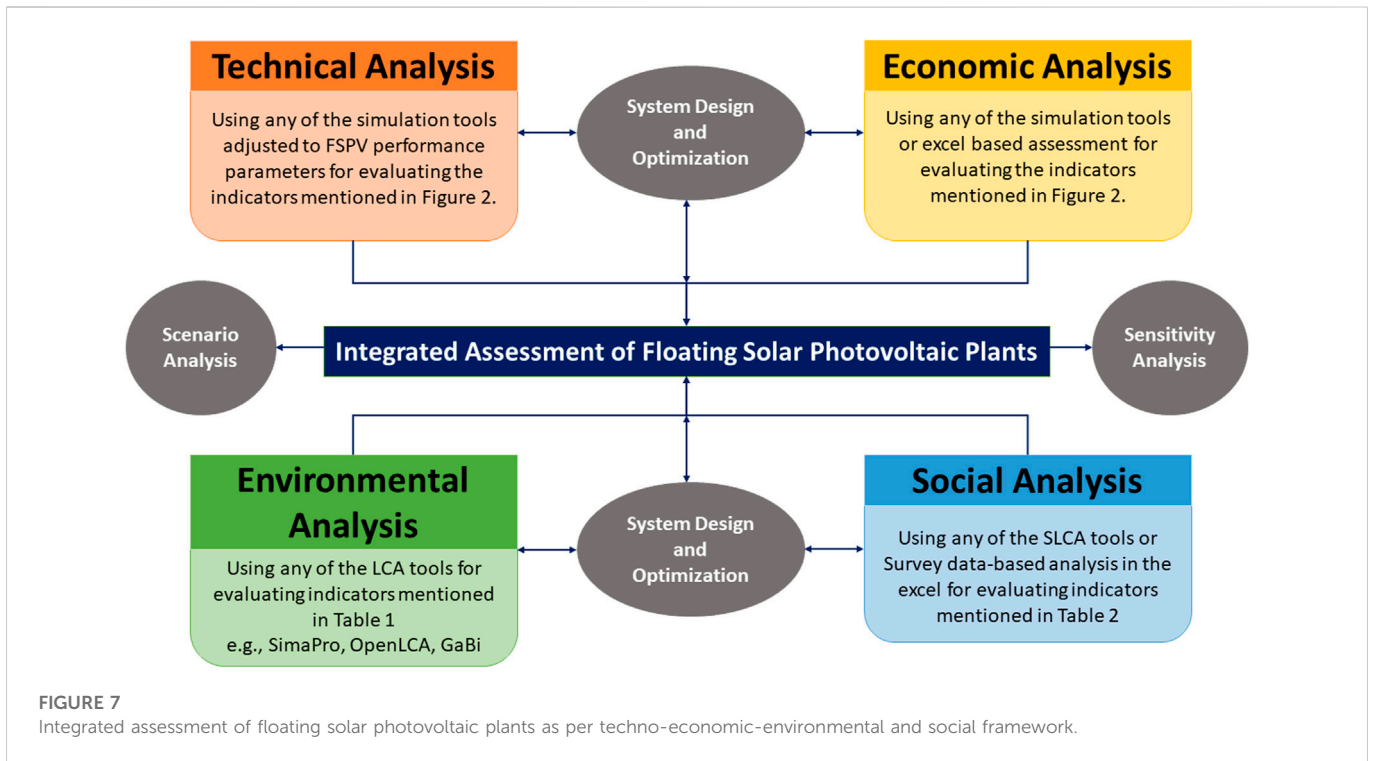 Technical Analysis
Using any of the simulation tools
adjusted to FSPV performance
parameters for evaluating the
indicators mentioned in Figure 2.
System Design
and
Optimization
Economic Analysis
Using any of the simulation tools
or excel based assessment for
evaluating the indicators
mentioned in Figure 2.
Scenario
Analysis
Integrated Assessment of Floating Solar Photovoltaic Plants
Sensitivity
Analysis
Environmental
Analysis
Using any of the LCA tools for
evaluating indicators mentioned
in Table 1
e.g., SimaPro, OpenLCA, GaBi
System Design
and
Optimization
Social Analysis
Using any of the SLCA tools or
Survey data-based analysis in the
excel for evaluating indicators
mentioned in Table 2
FIGURE 7
Integrated assessment of floating solar photovoltaic plants as per techno-economic-environmental and social framework.